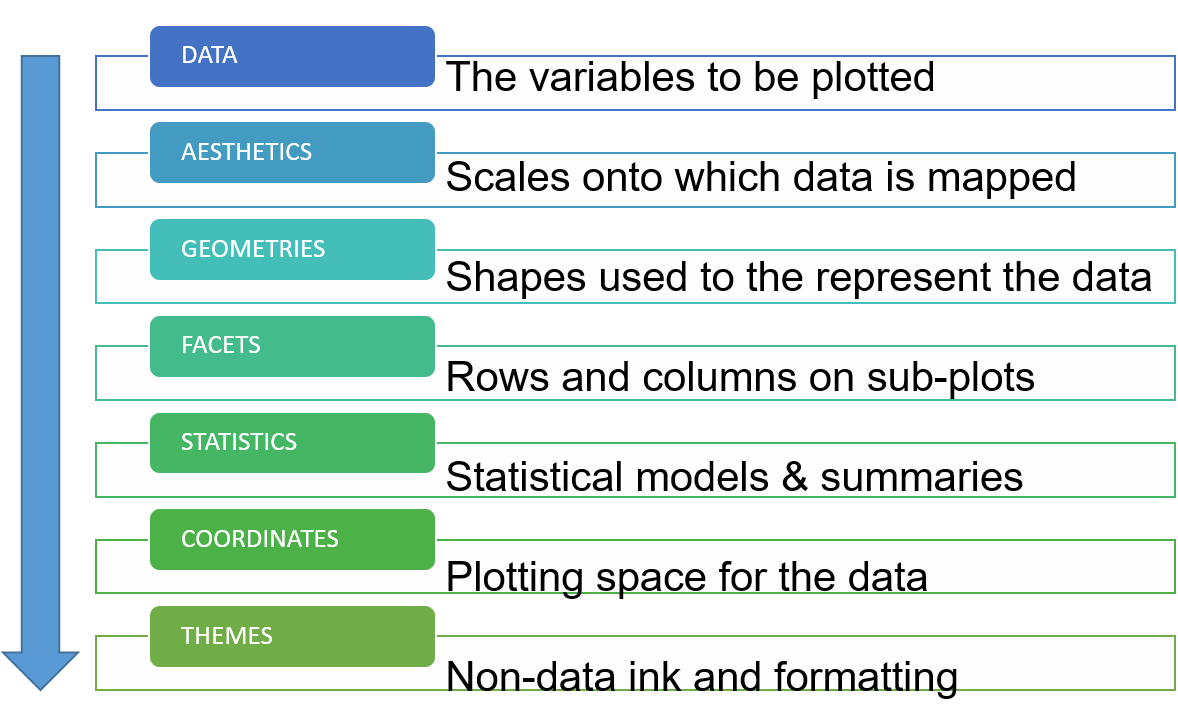 DATA
The variables to be plotted
AESTHETICS
Scales onto which data is mapped
GEOMETRIES
Shapes used to the represent the data
FACETS
Rows and columns on sub-plots
STATISTICS
Statistical models & summaries
COORDINATES
Plotting space for the data
THEMES
Non-data ink and formatting